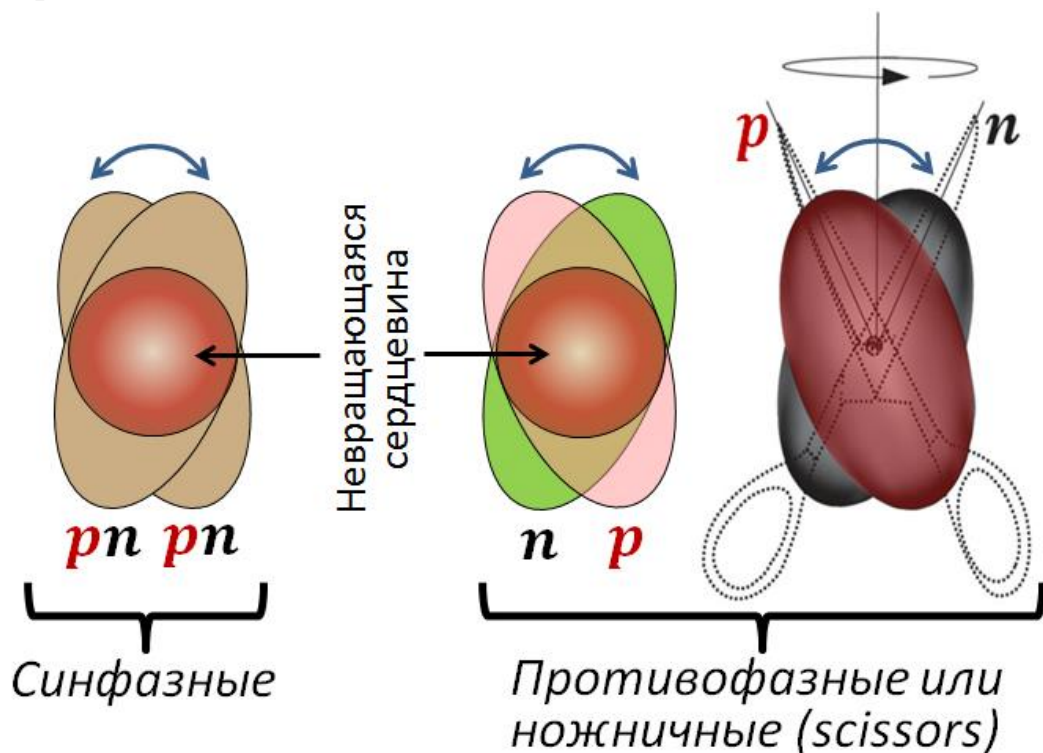 p
n
Невращающаяся
сердцевина
pn pn
n p
Синфазные
Противофазные или
ножничные (scissors)